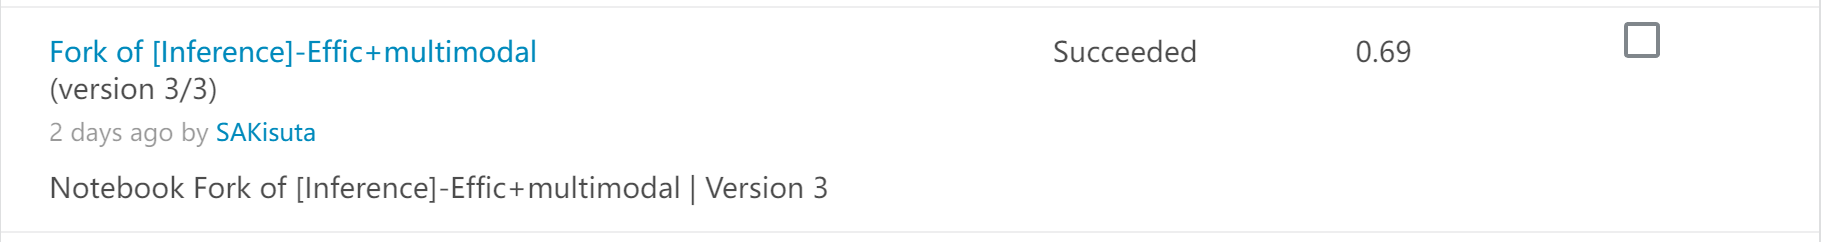 Fork of [Inference]-Effic+multimodal Succeeded 0.69
(version 3/3)
2 days ago by SAKisuta
Notebook Fork of [Inference]-Effic+multimodal | Version 3